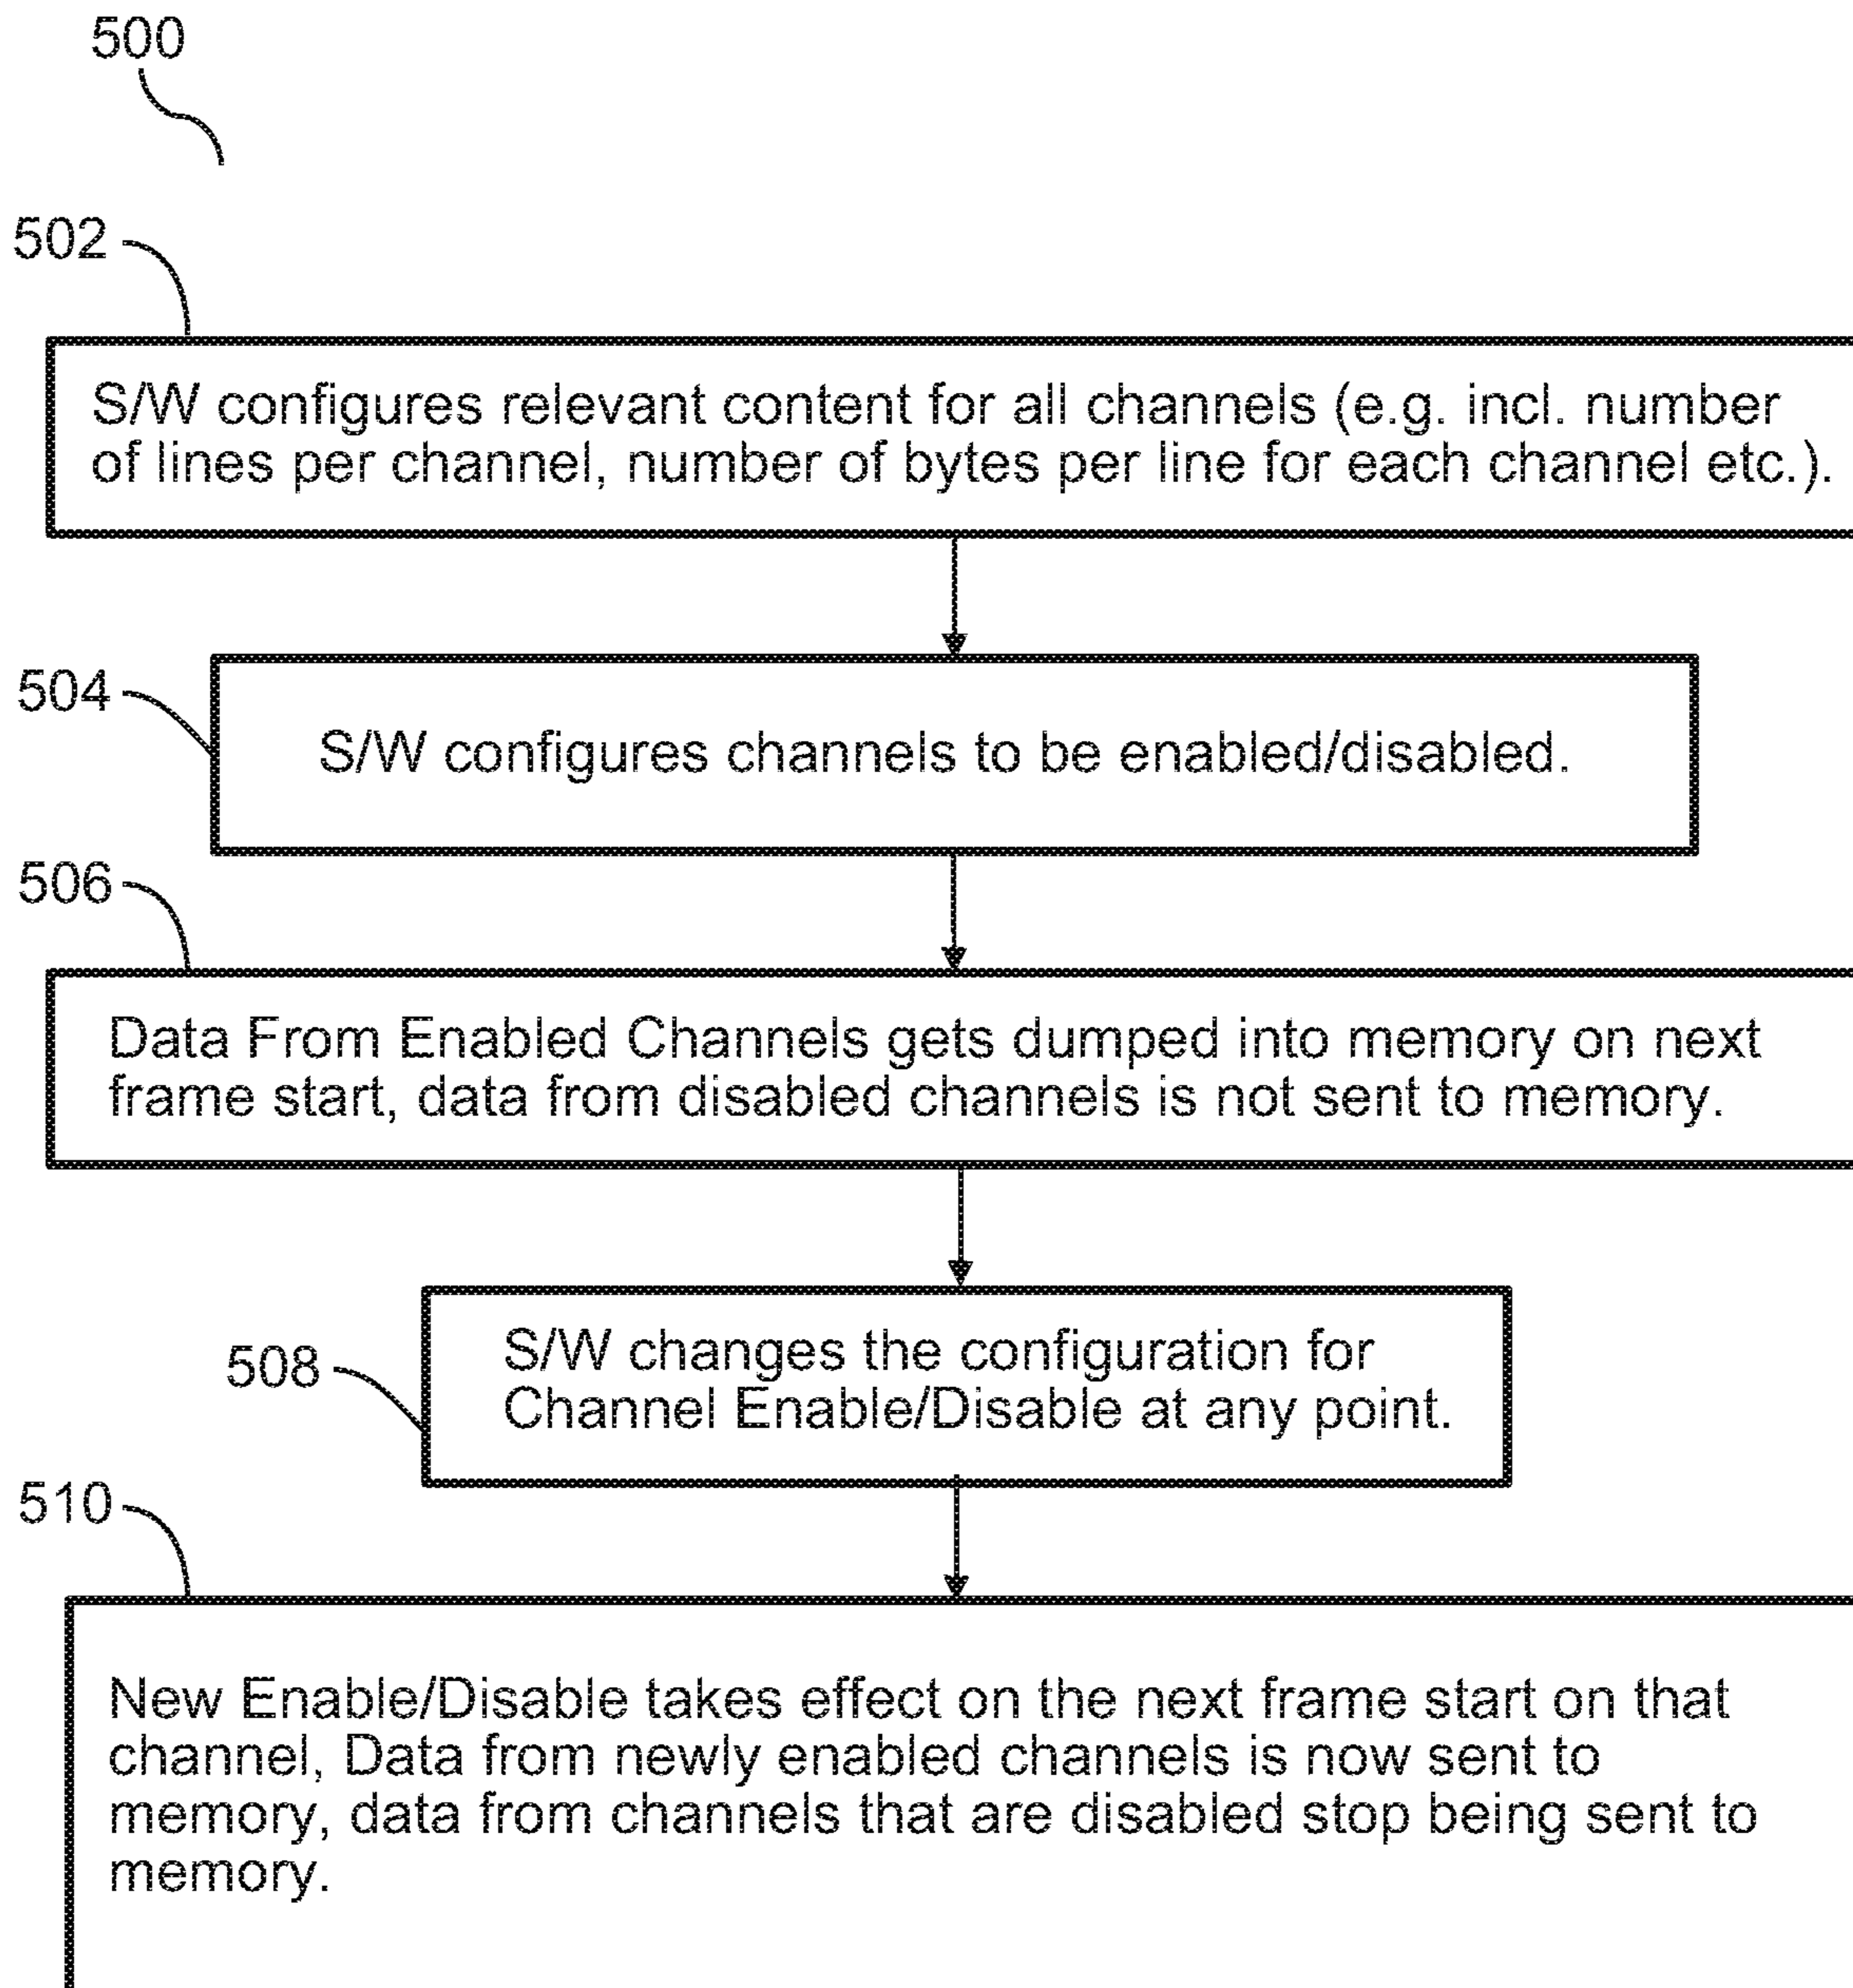 500
502
S/W configures relevant content for all channels (e.g. incl. number
of lines per channel, number of bytes per line for each channel etc.).
504
S/W configures channels to be enabled/disabled.
506
Data From Enabled Channels gets dumped into memory on next
frame start, data from disabled channels is not sent to memory.
508
S/W changes the configuration for
Channel Enable/Disable at any point.
510
New Enable/Disable takes effect on the next frame start on that
channel, Data from newly enabled channels is now sent to
memory, data from channels that are disabled stop being sent to
memory.